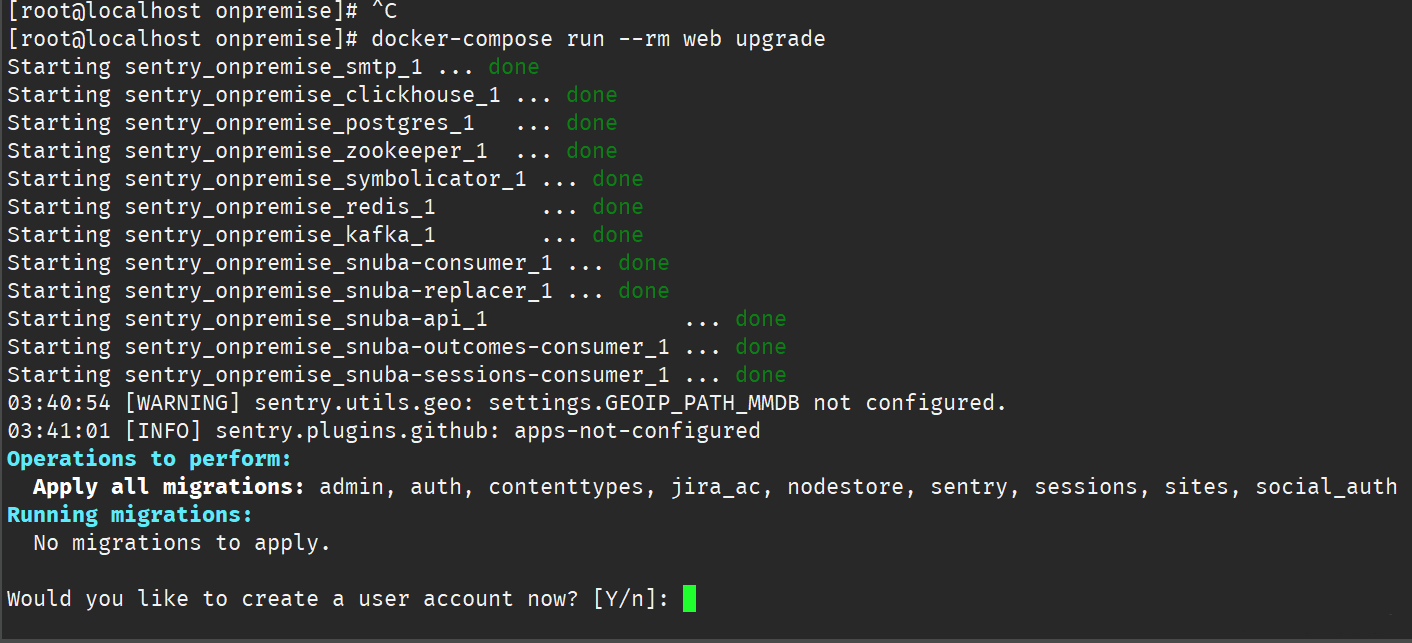 [root@localhost onpremise]# ^C
[root@localhost onpremise]# docker-compose run --rm web upgrade
Starting sentry_onpremise_smtp_1 ... done
Starting sentry_onpremise_clickhouse_1 ... done
Starting sentry_onpremise_postgres_1   ... done
Starting sentry_onpremise_zookeeper_1  ... done
Starting sentry_onpremise_symbolicator_1 ... done
Starting sentry_onpremise_redis_1        ... done
Starting sentry_onpremise_kafka_1        ... done
Starting sentry_onpremise_snuba-consumer_1 ... done
Starting sentry_onpremise_snuba-replacer_1 ... done
Starting sentry_onpremise_snuba-api_1               ... done
Starting sentry_onpremise_snuba-outcomes-consumer_1 ... done
Starting sentry_onpremise_snuba-sessions-consumer_1 ... done
03:40:54 [WARNING] sentry.utils.geo: settings.GEOIP_PATH_MMDB not configured.
03:41:01 [INFO] sentry.plugins.github: apps-not-configured
Operations to perform:
  Apply all migrations: admin, auth, contenttypes, jira_ac, nodestore, sentry, sessions, sites, social_auth
Running migrations:
  No migrations to apply.
Would you like to create a user account now? [Y/n]: